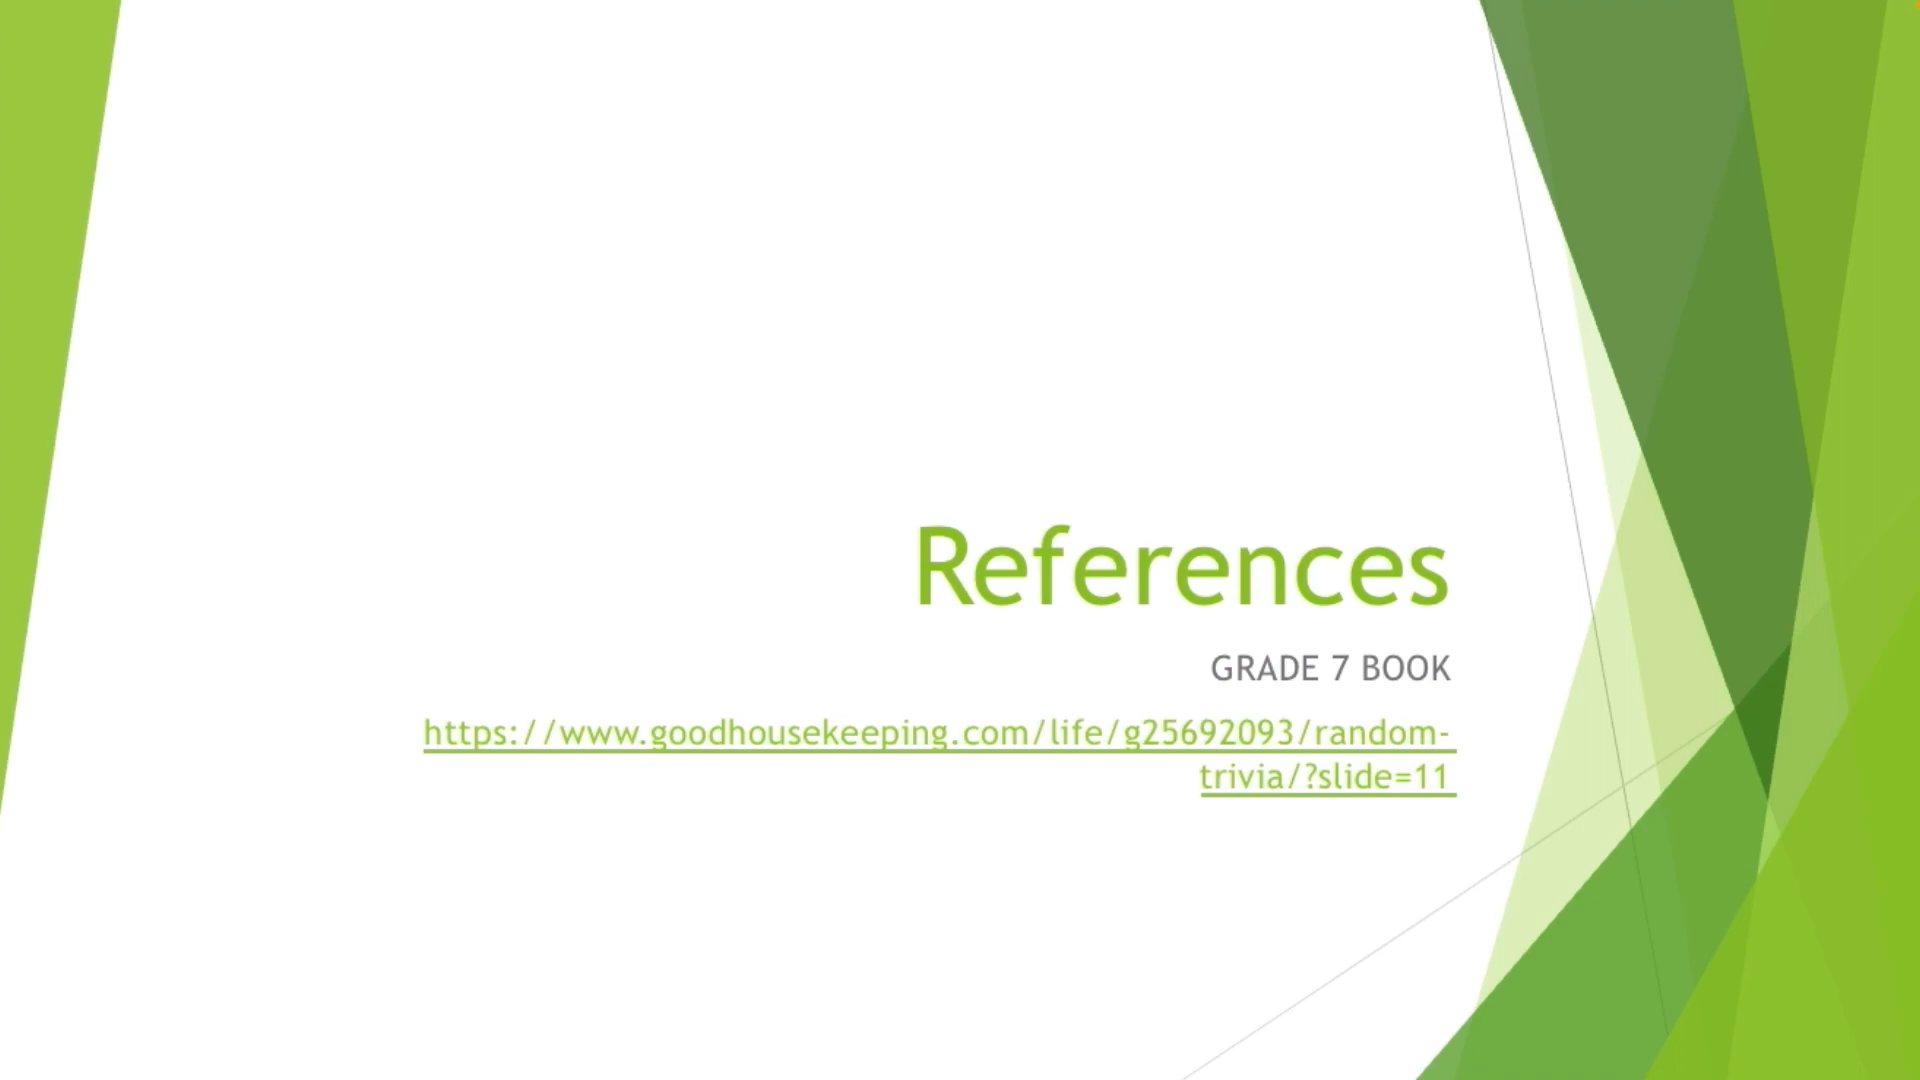 References
GRADE 7 BOOK
https://www.goodhousekeeping.com/life/g25692093/random-
trivia/?slide=11